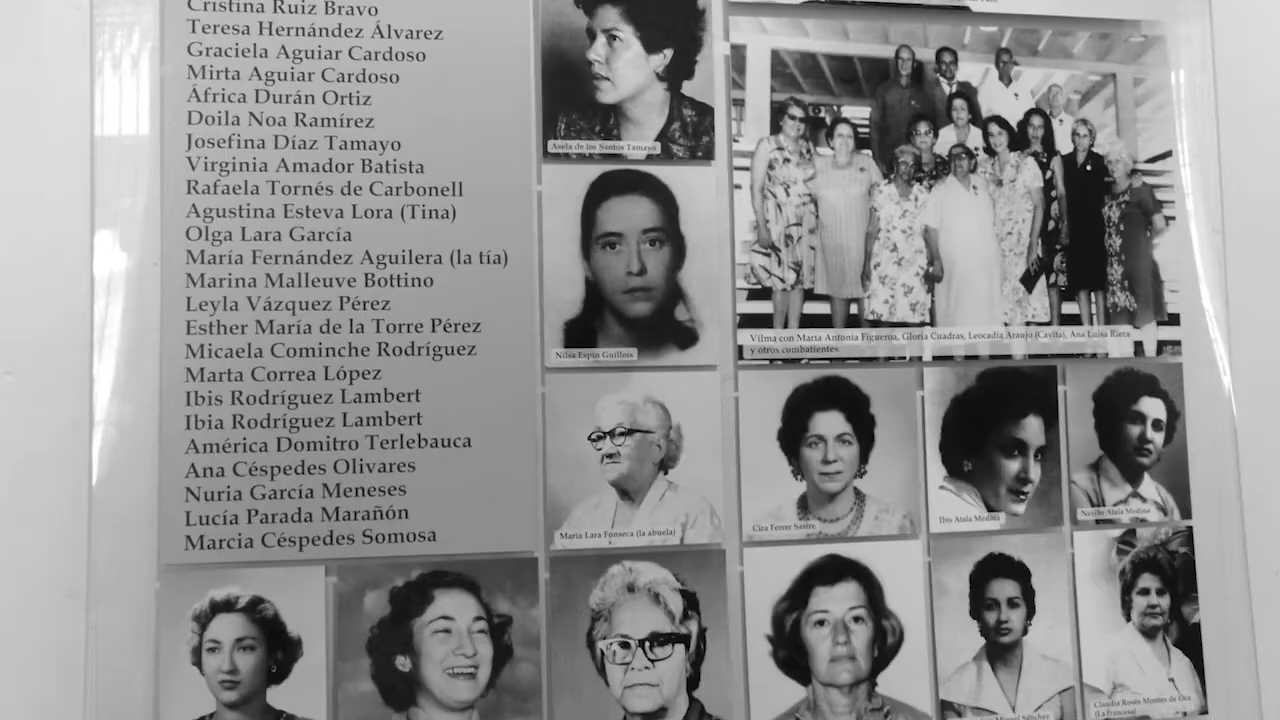 Cristina Ruiz Bravo
Teresa Hernández Álvarez
Graciela Aguiar Cardoso
Mirta Aguiar Cardoso
África Durán Ortiz
Doila Noa Ramírez
Josefina Díaz Tamayo
Virginia Amador Batista
Rafaela Tornés de Carbonell
Agustina Esteva Lora (Tina)
Olga Lara García
María Fernández Aguilera (la tía)
Marina Malleuve Bottino
Leyla Vázquez Pérez
Esther María de la Torre Pérez
Micaela Cominche Rodríguez
Marta Correa López
Ibis Rodríguez Lambert
Ibia Rodríguez Lambert
América Domitro Terlebauca
Ana Céspedes Olivares
Nuria García Meneses
Lucía Parada Marañón
Marcia Céspedes Somosa
Asela de los Santos Tamayo
Nilsa Espín Guillois
Vilma con María Antonia Figueroa, Gloria Cuadras, Leocadia Araujo (Cavita), Ana Luisa Riera
y otros combatientes.
María Lara Fonseca (la abuela)
Cira Ferrer Sastre
Ibis Atala Medina
Atala Medina
Miguel Sánchez
Claudia Rosés Montes de Oca
(La francesa)